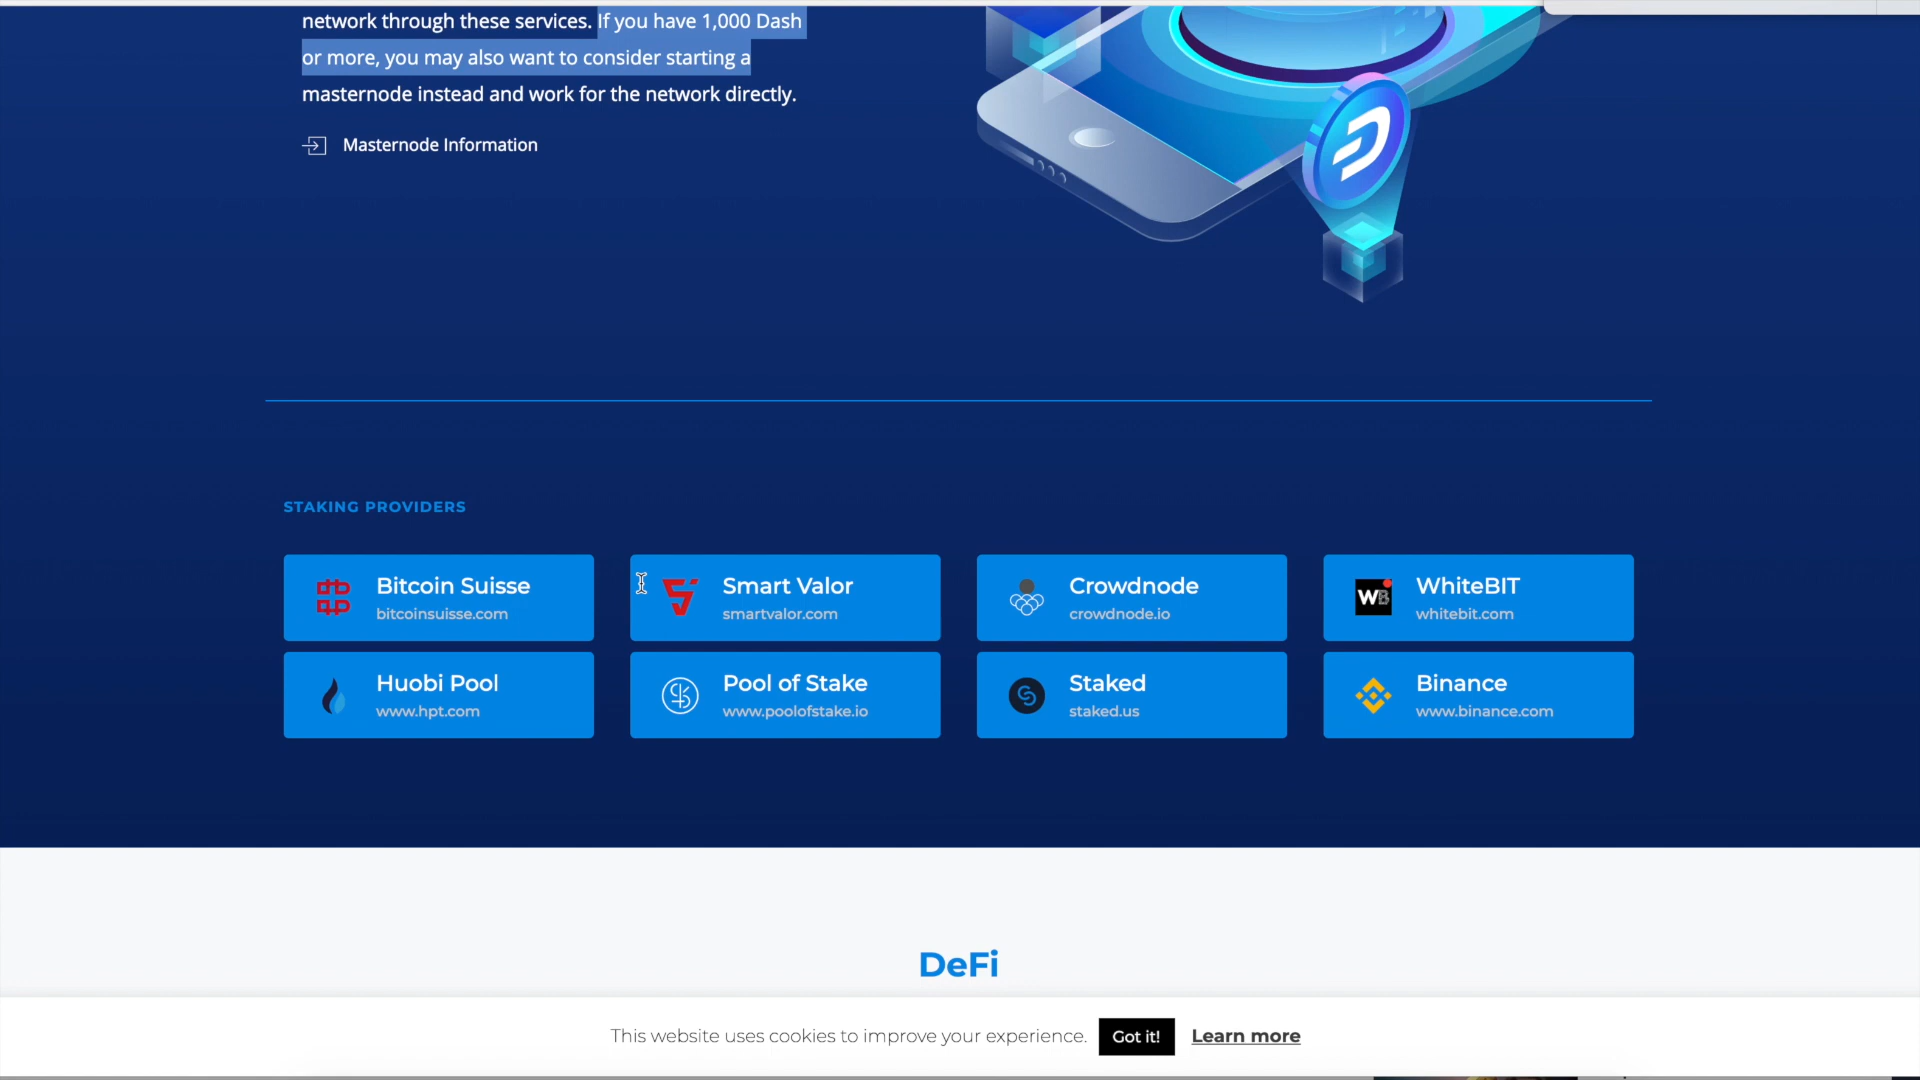 network through these services. If you have 1,000 Dash
or more, you may also want to consider starting a
masternode instead and work for the network directly.
Masternode Information
STAKING PROVIDERS
Bitcoin Suisse
bitcoinsuisse.com
Smart Valor
smartvalor.com
Crowdnode
crowdnode.io
WB
WhiteBIT
whitebit.com
Huobi Pool
www.hpt.com
Pool of Stake
www.poolofstake.io
Staked
staked.us
Binance
www.binance.com
DeFi
This website uses cookies to improve your experience. Got it! Learn more